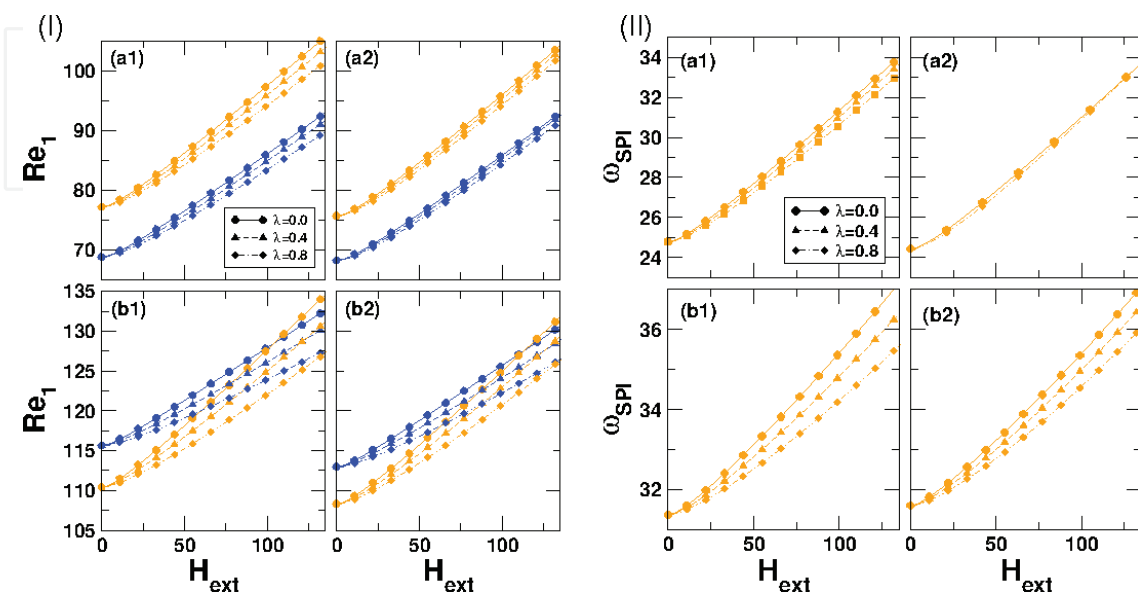 (I)
(II)
(a1)
(a2)
100
90
80
70
Re1
λ=0.0
λ=0.4
λ=0.8
(b1)
(b2)
135
130
125
120
115
110
105
Re1
0 50 100
0 50 100
Hext
Hext
(a1)
(a2)
34
32
30
28
26
24
ωSPI
λ=0.0
λ=0.4
λ=0.8
(b1)
(b2)
36
34
32
ωSPI
0 50 100
0 50 100
Hext
Hext